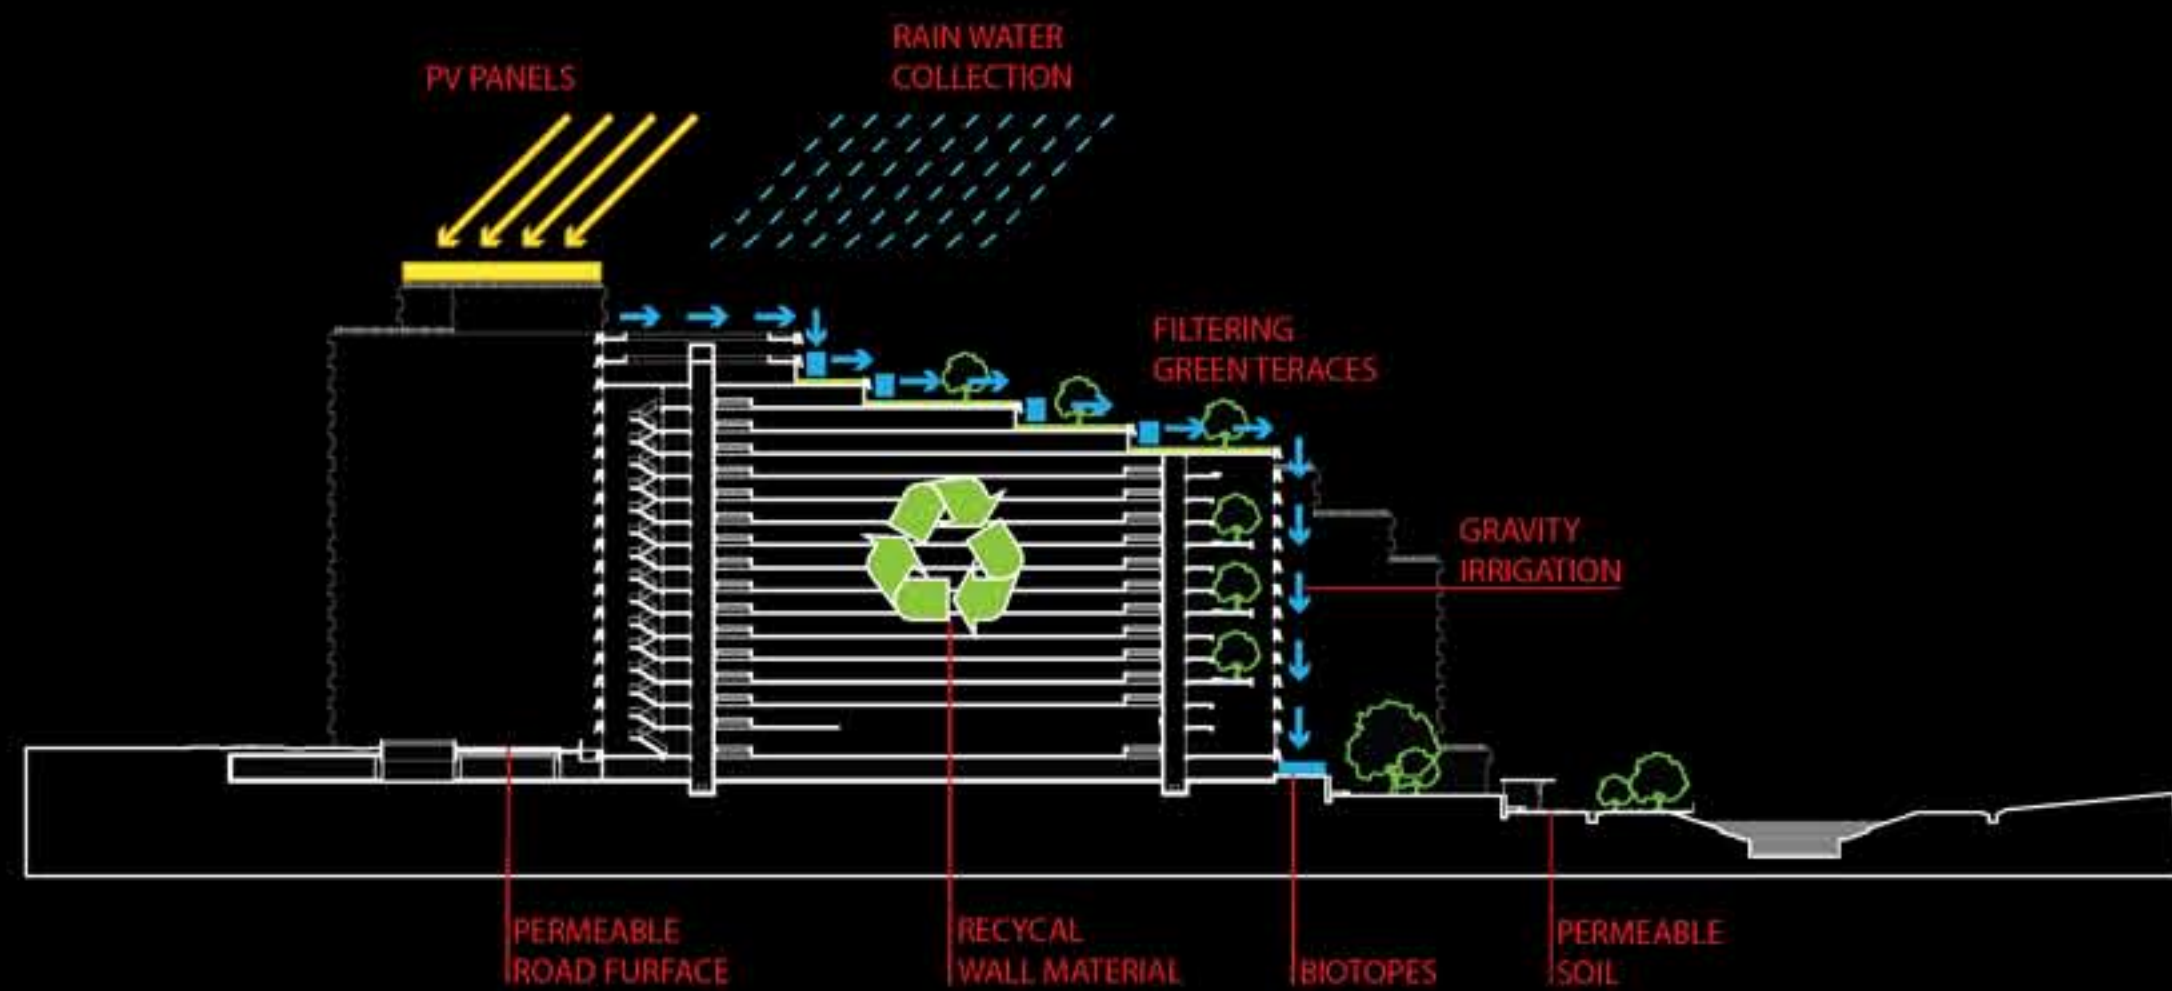 PV PANELS
RAIN WATER
COLLECTION
FILTERING
GREEN TERACES
GRAVITY
IRRIGATION
PERMEABLE
ROAD FURFACE
RECYCAL
WALL MATERIAL
BIOTOPES
PERMEABLE
SOIL